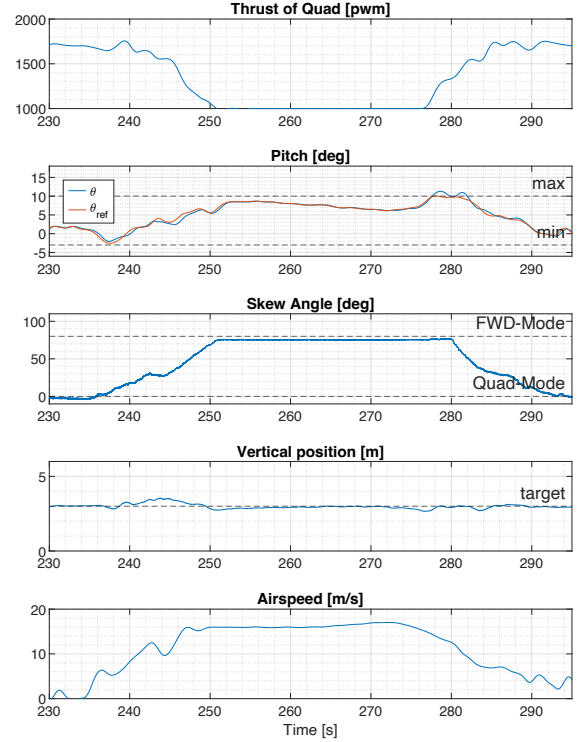 Thrust of Quad [pwm]
2000
1500
1000
230 240 250 260 270 280 290
Pitch [deg]
15
10
5
0
-5
θ
θref
max
min
230 240 250 260 270 280 290
Skew Angle [deg]
100
50
0
FWD-Mode
Quad-Mode
230 240 250 260 270 280 290
Vertical position [m]
5
0
target
230 240 250 260 270 280 290
Airspeed [m/s]
20
10
0
230 240 250 260 270 280 290
Time [s]